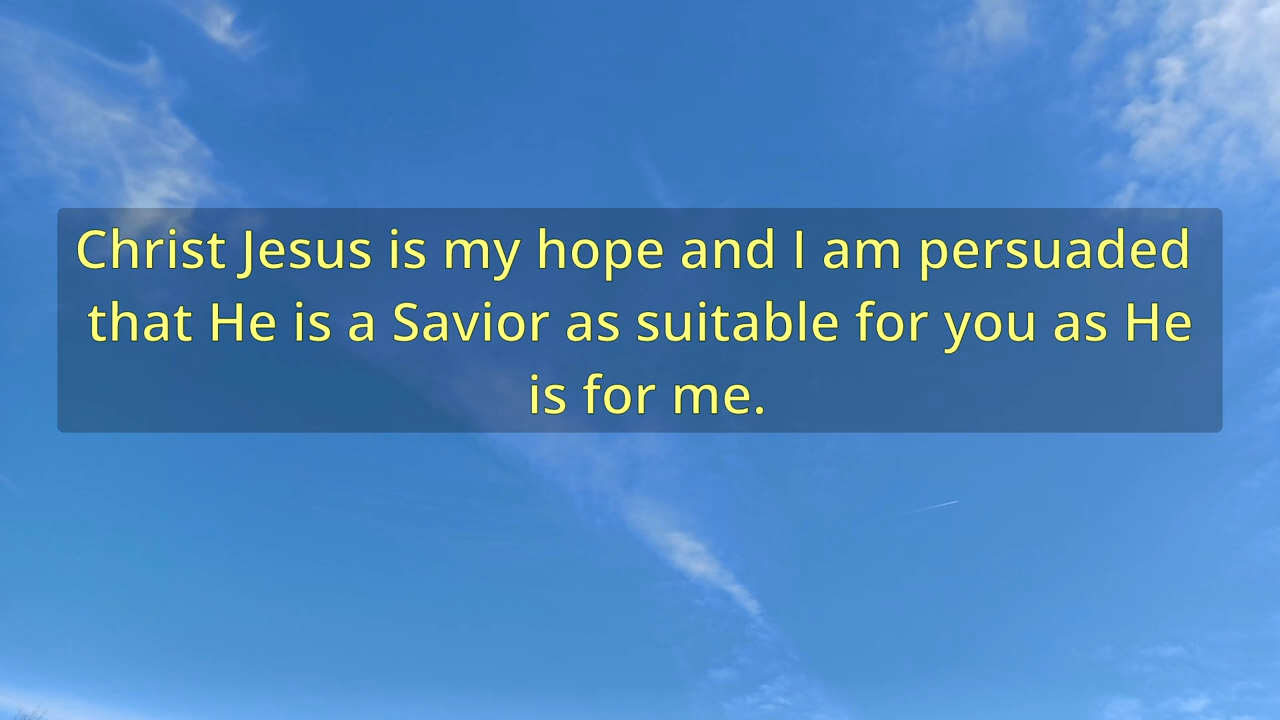 Christ Jesus is my hope and I am persuaded
that He is a Savior as suitable for you as He
is for me.